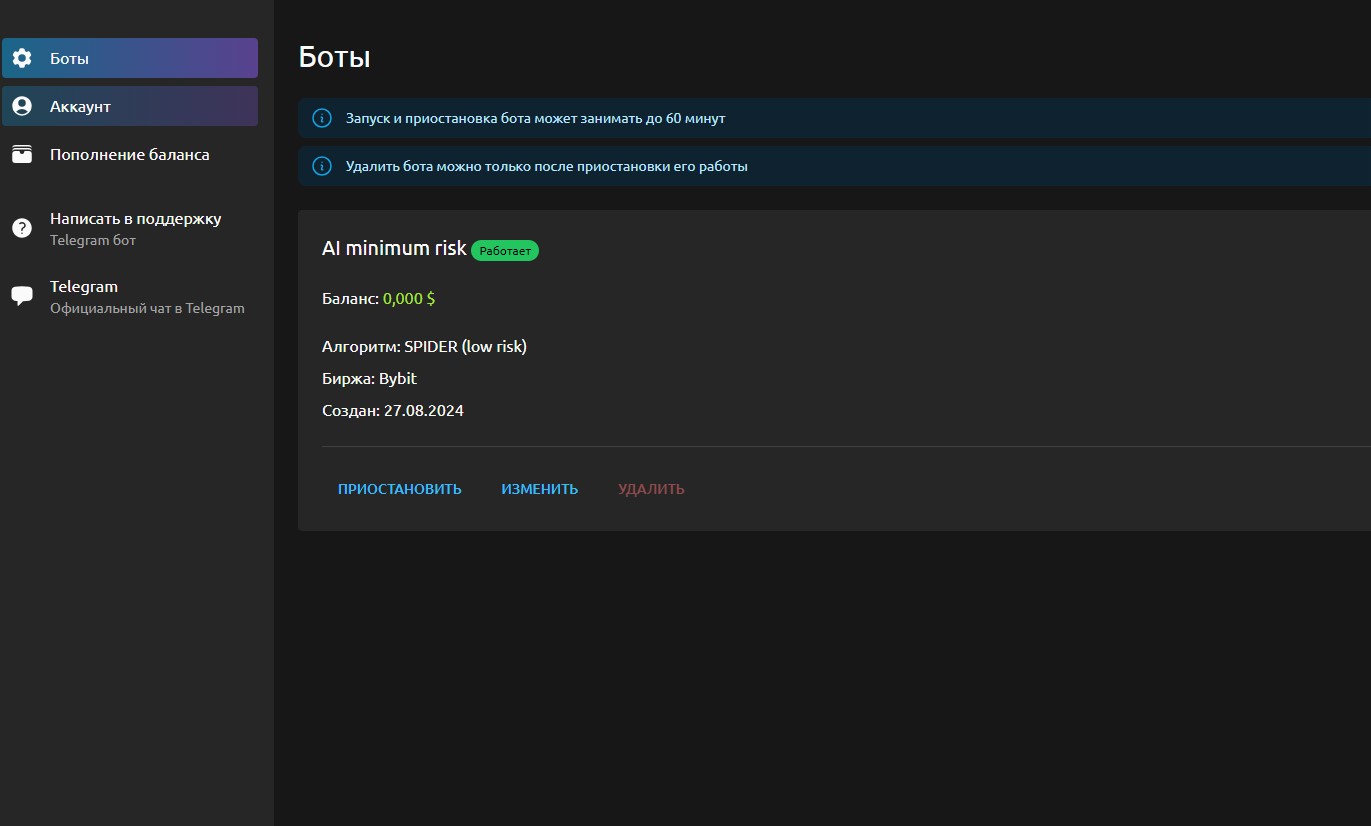 Боты
Аккаунт
Пополнение баланса
Написать в поддержку
Telegram бот
Telegram
Официальный чат в Telegram
Боты
Запуск и приостановка бота может занимать до 60 минут
Удалить бота можно только после приостановки его работы
AI minimum risk Работает
Баланс: 0,000 $
Алгоритм: SPIDER (low risk)
Биржа: Bybit
Создан: 27.08.2024
ПРИОСТАНОВИТЬ ИЗМЕНИТЬ УДАЛИТЬ